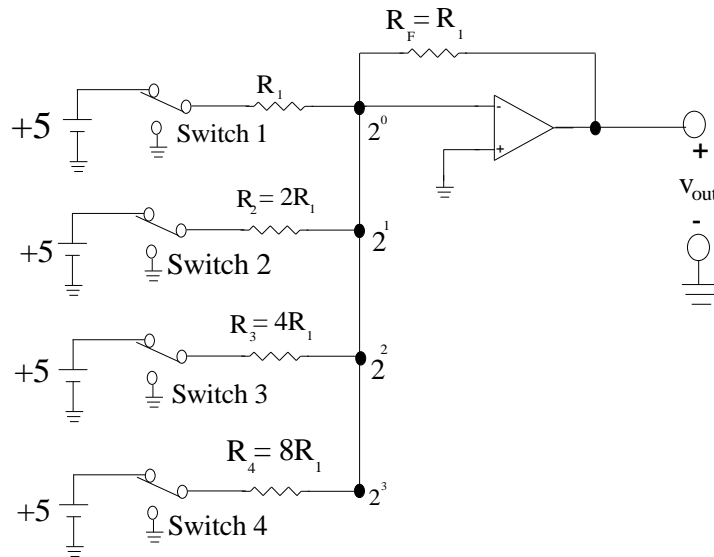 R_F = R_1
R_1
+5
Switch 1
2^0
-
+
+
v_out
-
R_2 = 2R_1
+5
Switch 2
2^1
R_3 = 4R_1
+5
Switch 3
2^2
R_4 = 8R_1
+5
Switch 4
2^3